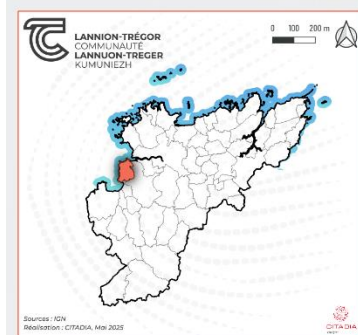 LANNION-TRÉGOR
COMMUNAUTÉ
LANNUON-TREGER
KUMUNIEZH
0 100 200 m
Sources : IGN
Réalisation : CITADIA, Mai 2025
CITADIA